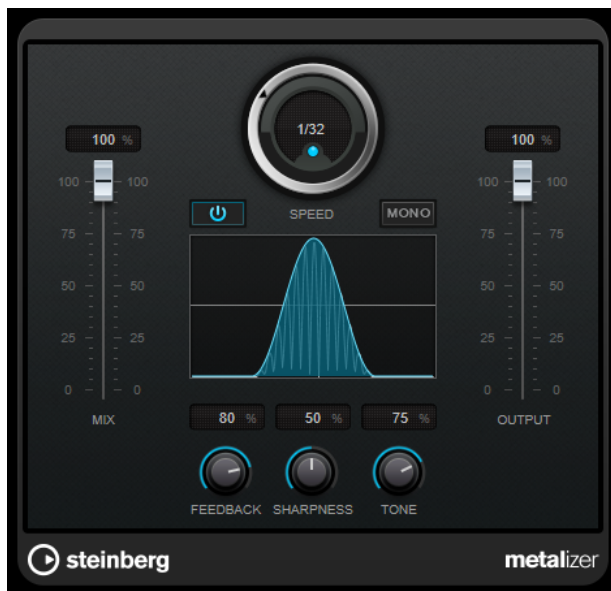 1/32
100 %
100 %
SPEED
MONO
100 100
75 75
50 50
25 25
0 0
MIX
100 100
75 75
50 50
25 25
0 0
OUTPUT
80 % 50 % 75 %
FEEDBACK SHARPNESS TONE
steinberg
metalizer